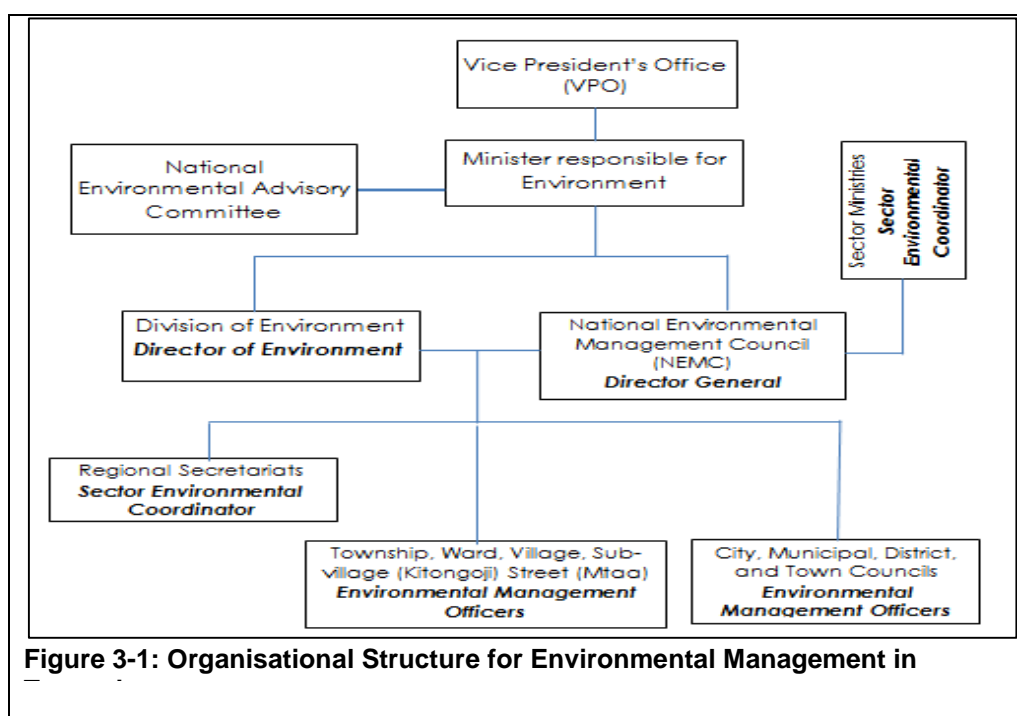 Vice President's Office
(VPO)
National
Environmental Advisory
Committee
Minister responsible for
Environment
Sector Ministries
Sector
Environmental
Coordinator
Division of Environment
Director of Environment
National Environmental
Management Council
(NEMC)
Director General
Regional Secretariats
Sector Environmental
Coordinator
Township, Ward, Village, Sub-
village (Kitongoji) Street (Mtaa)
Environmental Management
Officers
City, Municipal, District,
and Town Councils
Environmental
Management Officers
Figure 3-1: Organisational Structure for Environmental Management in